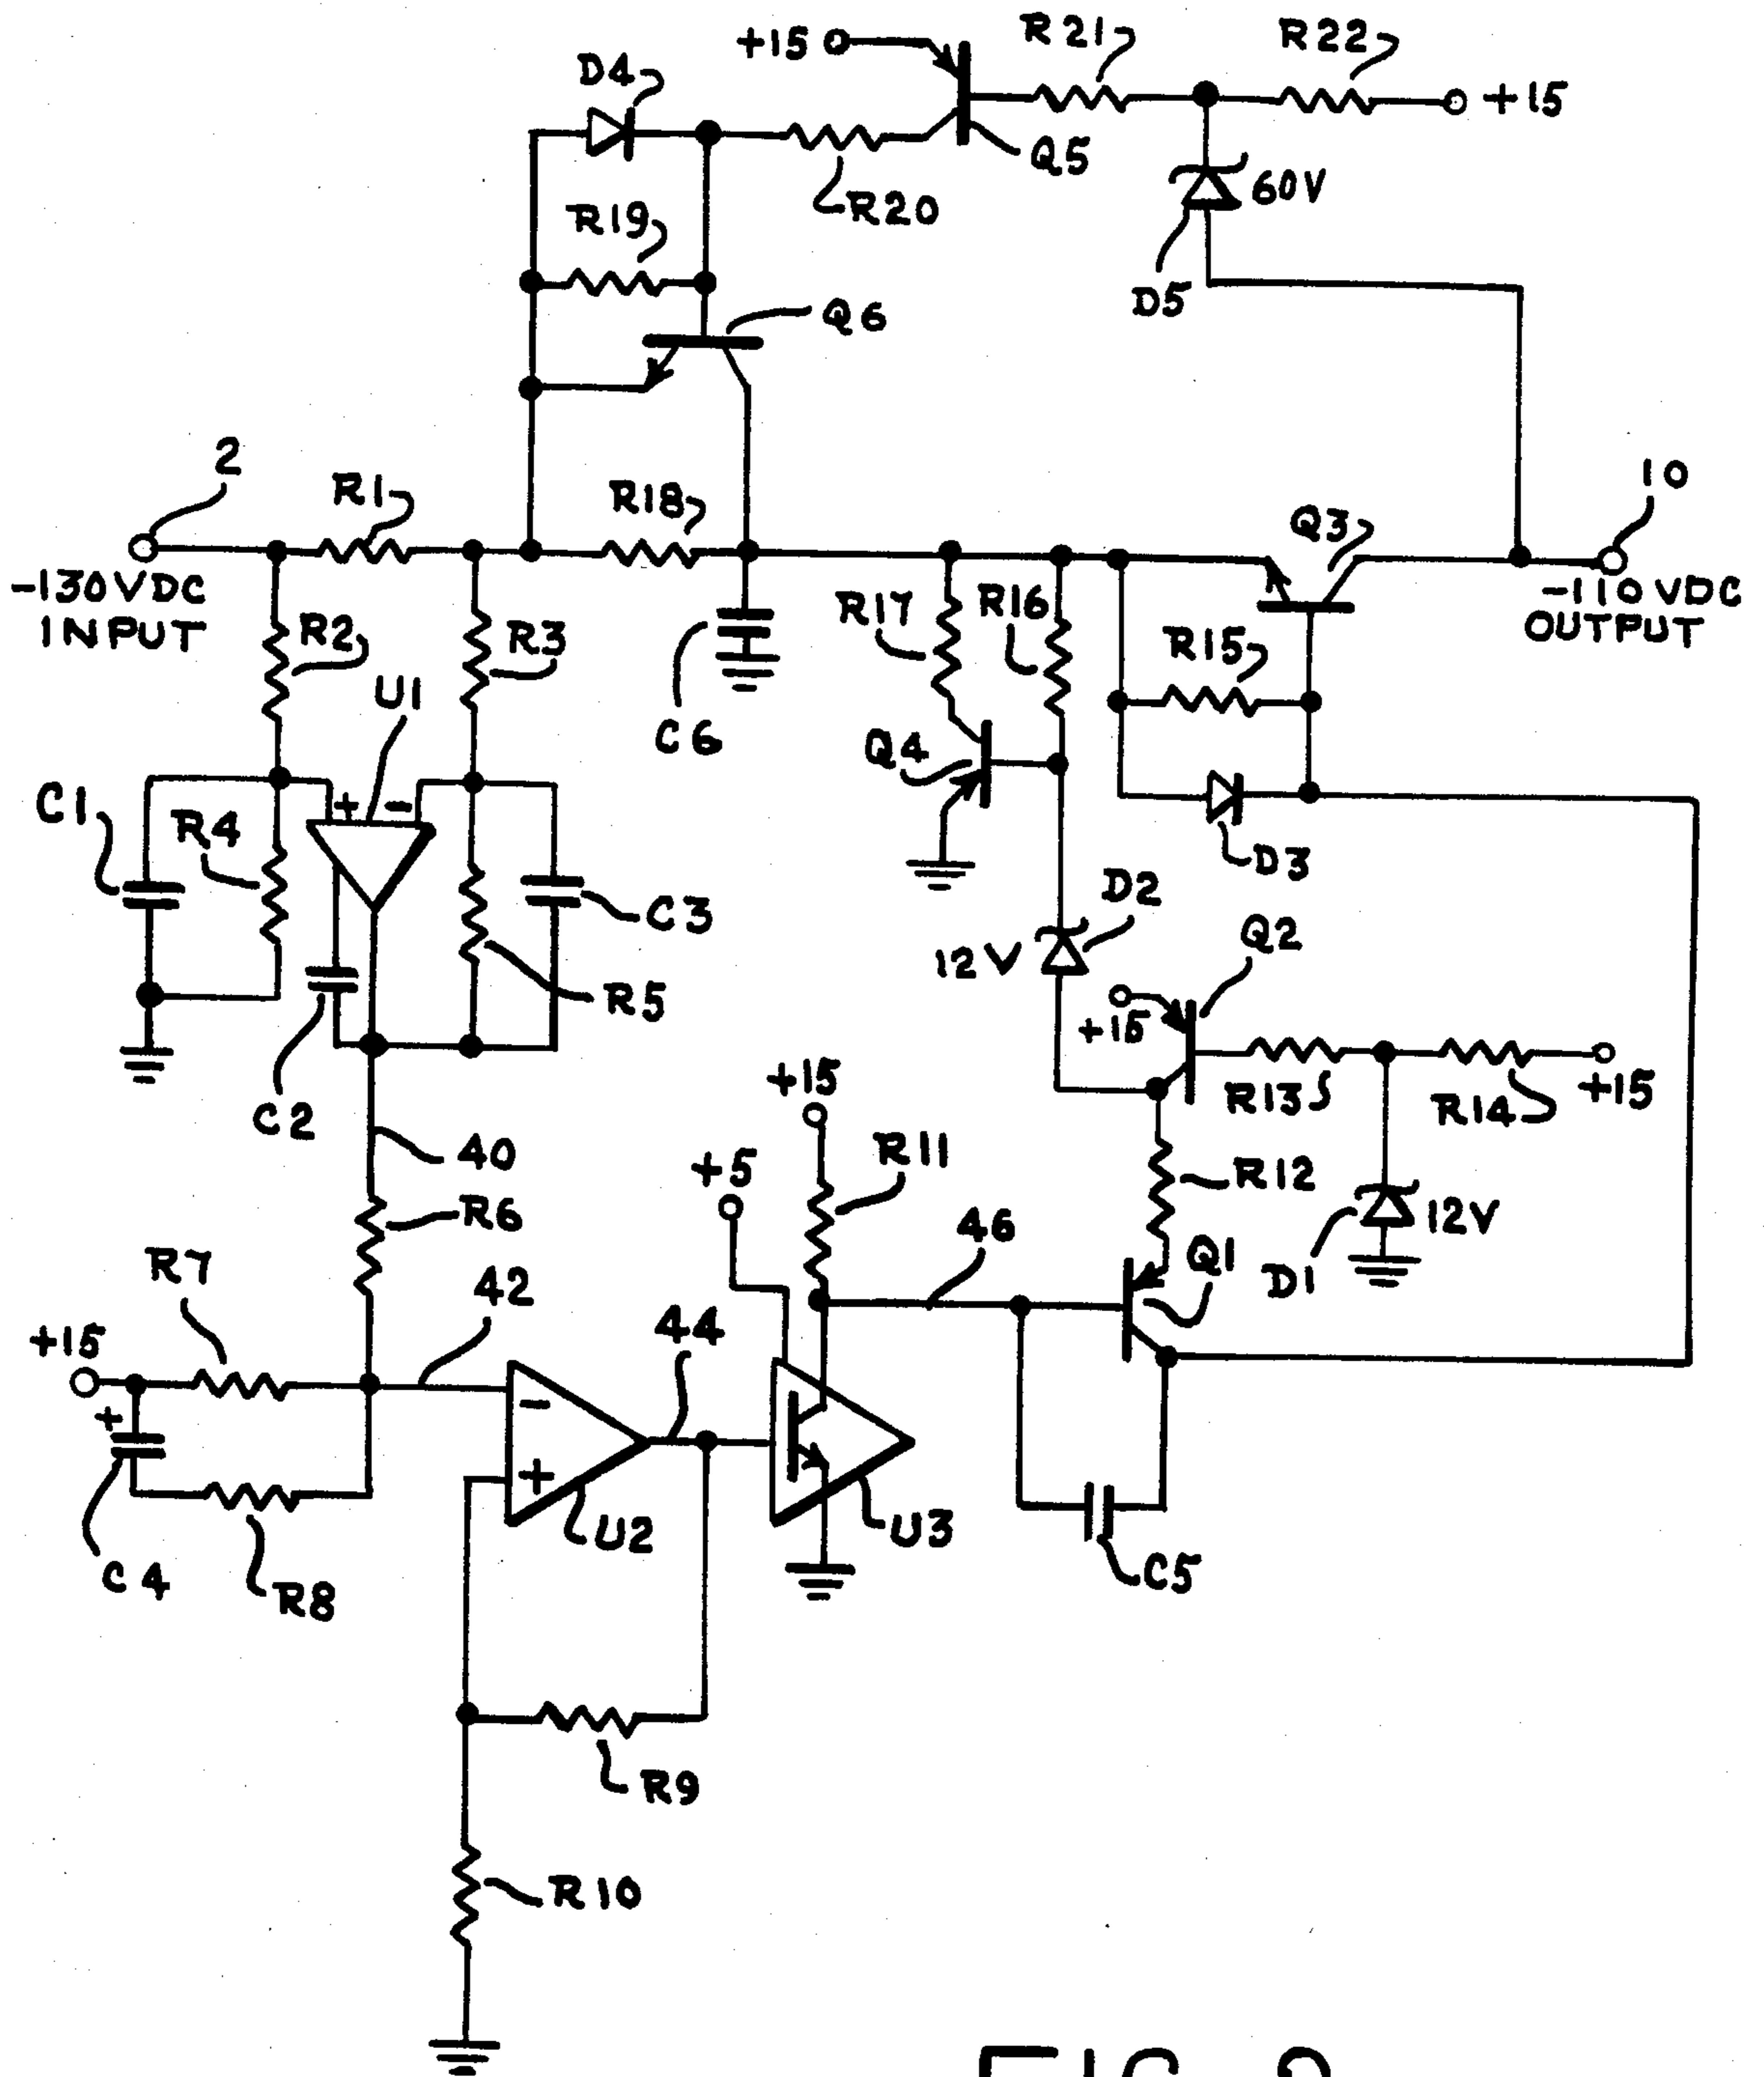 +15
R21
R22
+15
D4
Q5
R20
60V
R19
D5
Q6
2
R1
R18
Q3
10
-130VDC
INPUT
R2
R3
R17
R16
-110VDC
OUTPUT
R15
U1
C6
Q4
C1
R4
+ -
D3
C3
D2
12V
Q2
R5
+15
C2
+15
R13
R14
+15
40
R11
+5
R12
12V
R6
46
Q1
D1
R7
42
44
+15
+
-
+
U2
U3
C5
C4
R8
R9
R10